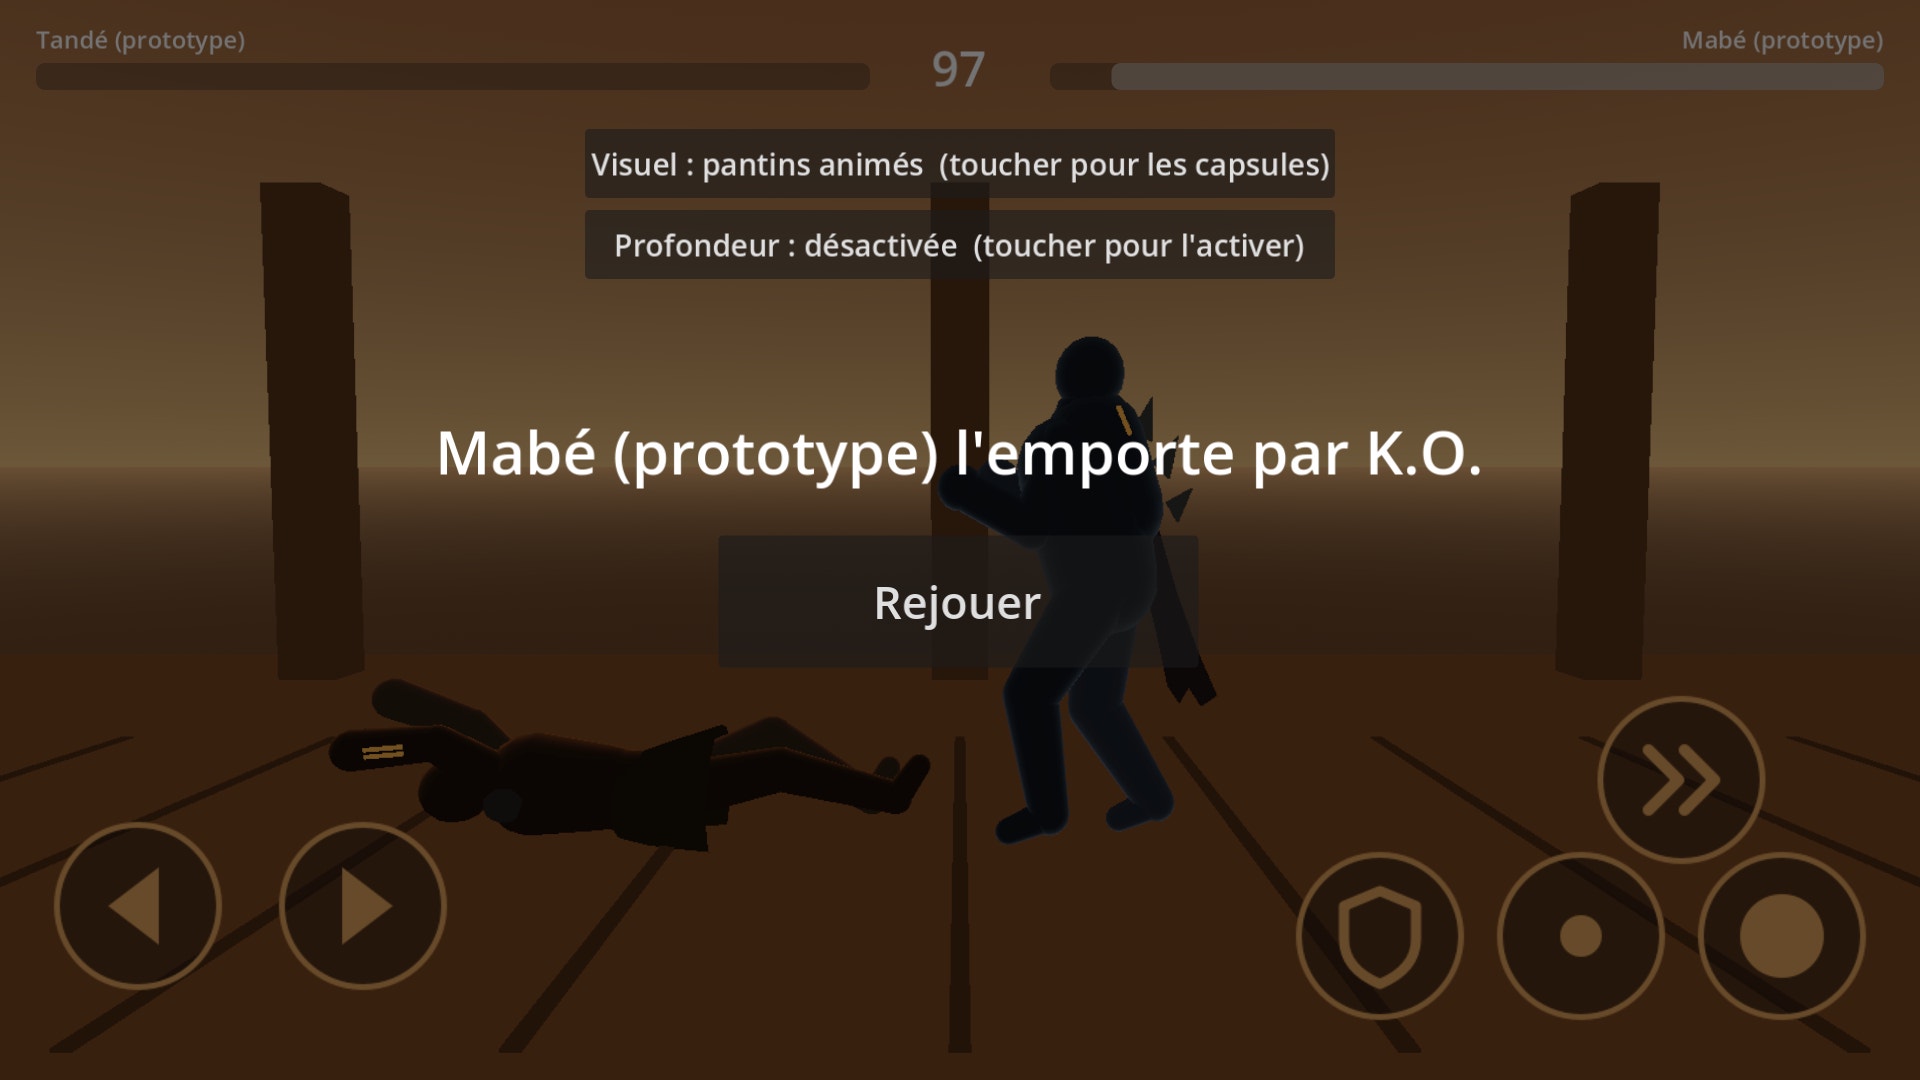 Tandé (prototype)
97
Mabé (prototype)
Visuel : pantins animés (toucher pour les capsules)
Profondeur : désactivée (toucher pour l'activer)
Mabé (prototype) l'emporte par K.O.
Rejouer